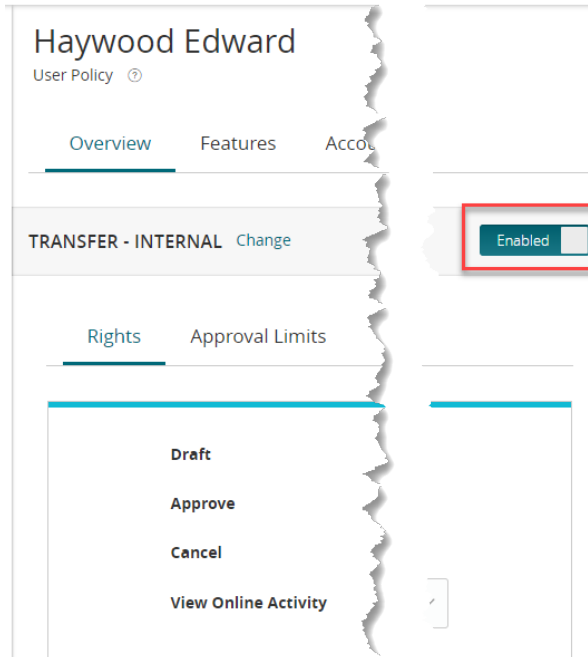 Haywood Edward
User Policy
Overview Features
TRANSFER - INTERNAL Change Enabled
Rights Approval Limits
Draft
Approve
Cancel
View Online Activity